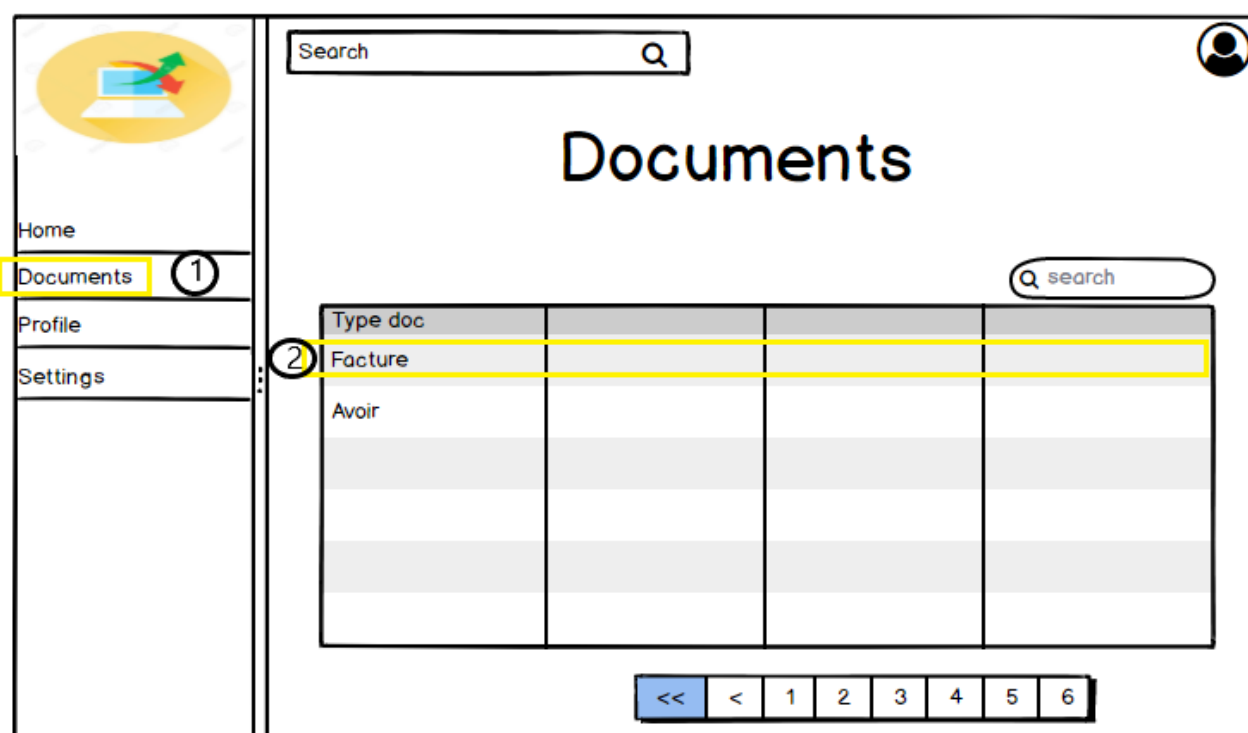 Search
Documents
Home
Documents 1
search
Profile
Type doc
2 Facture
Settings
Avoir
<< < 1 2 3 4 5 6